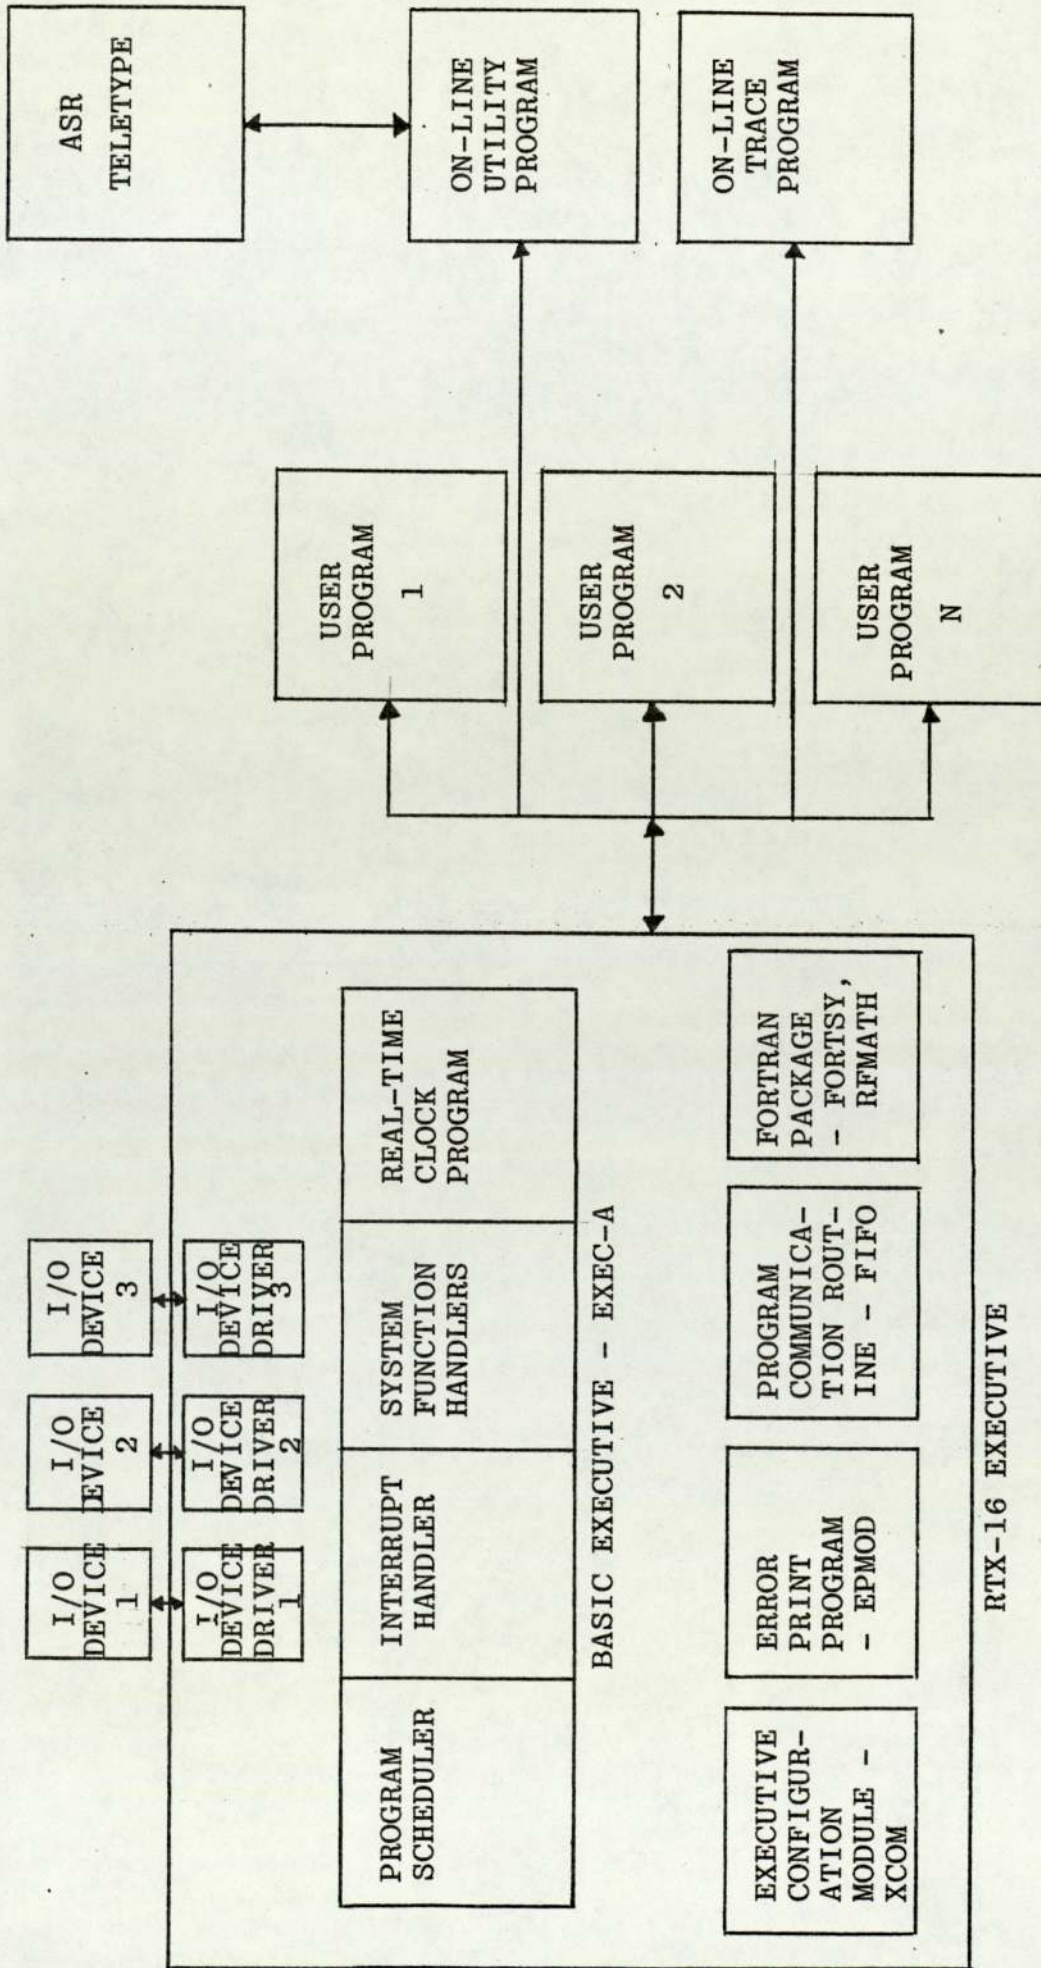 I/O
DEVICE
1
I/O
DEVICE
2
I/O
DEVICE
3
I/O
DEVICE
DRIVER
1
I/O
DEVICE
DRIVER
2
I/O
DEVICE
DRIVER
3
PROGRAM
SCHEDULER
INTERRUPT
HANDLER
SYSTEM
FUNCTION
HANDLERS
REAL-TIME
CLOCK
PROGRAM
BASIC EXECUTIVE - EXEC-A
EXECUTIVE
CONFIGUR-
ATION
MODULE -
XCOM
ERROR
PRINT
PROGRAM
- EPMOD
PROGRAM
COMMUNICA-
TION ROUT-
INE - FIFO
FORTRAN
PACKAGE
- FORTSY,
RFMATH
RTX-16 EXECUTIVE
USER
PROGRAM
1
USER
PROGRAM
2
USER
PROGRAM
N
ASR
TELETYPE
ON-LINE
UTILITY
PROGRAM
ON-LINE
TRACE
PROGRAM